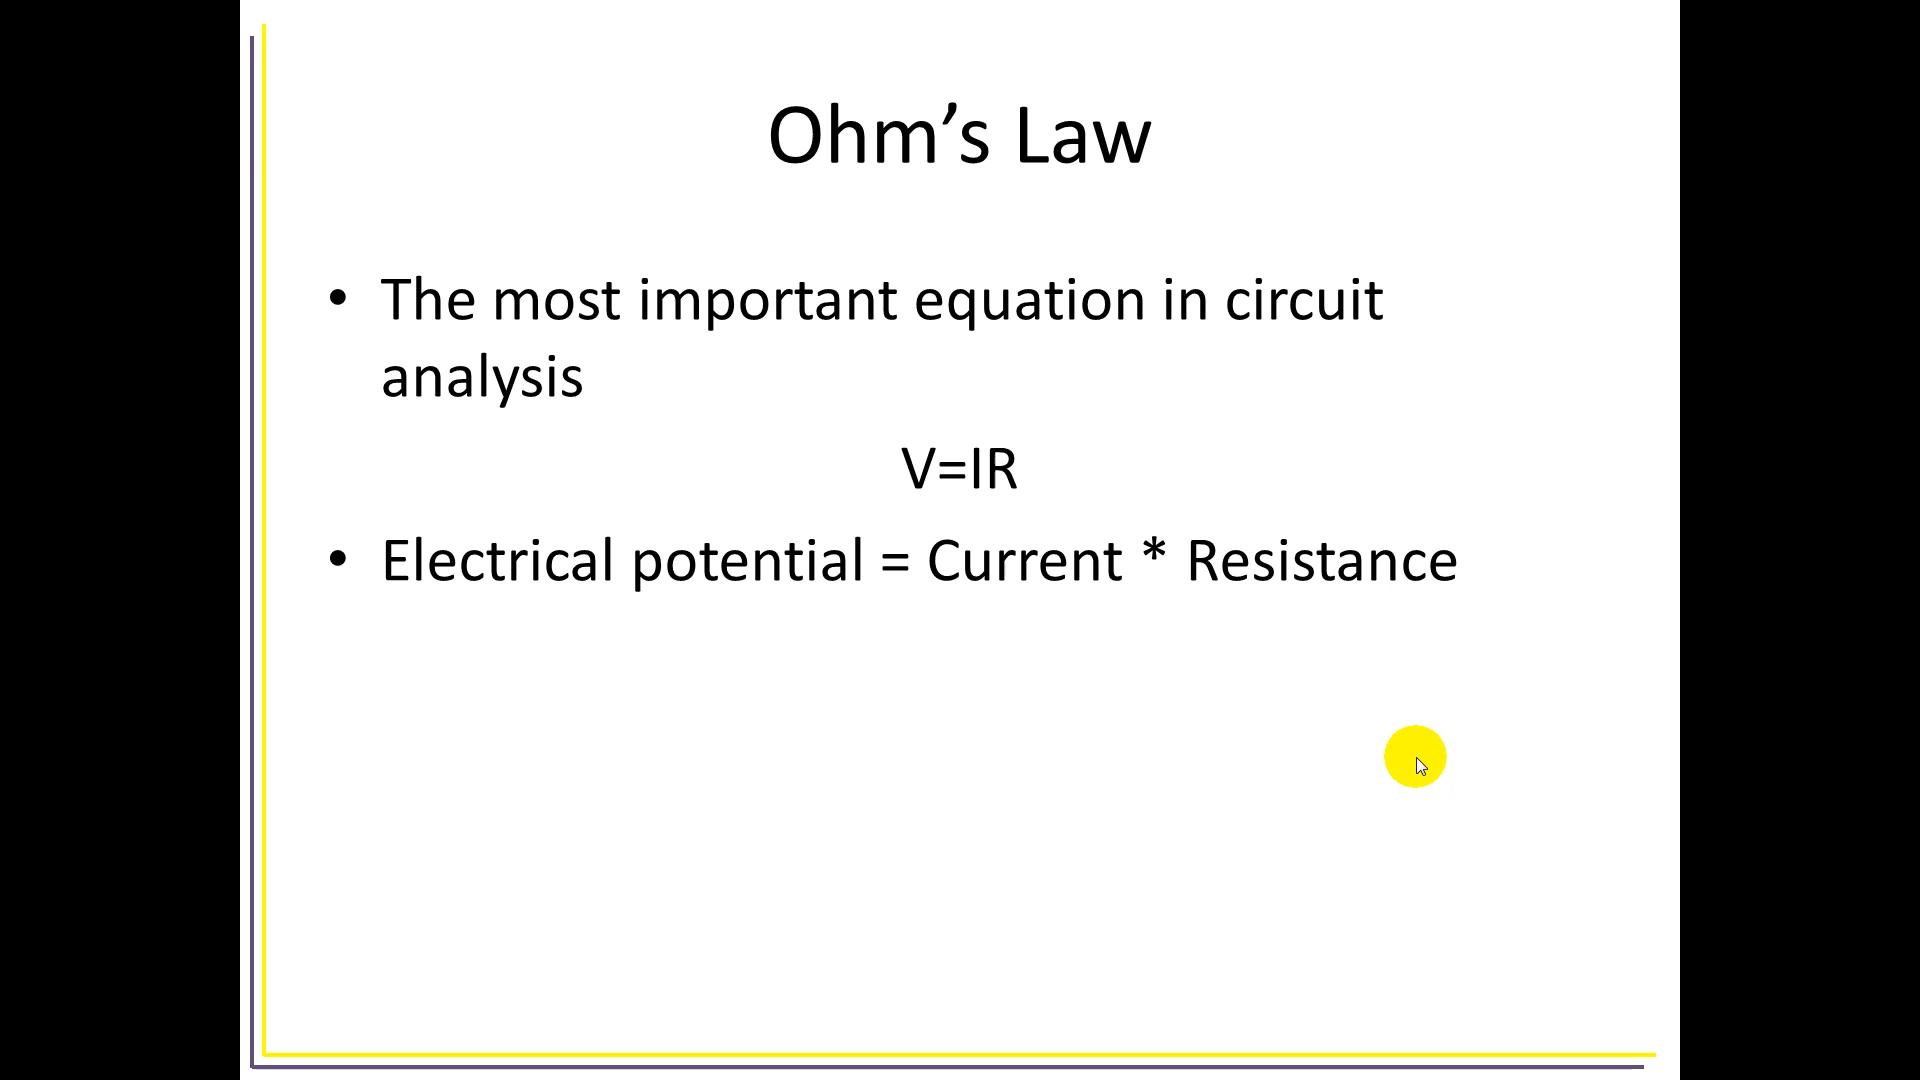 Ohm’s Law
• The most important equation in circuit
analysis
V=IR
• Electrical potential = Current * Resistance